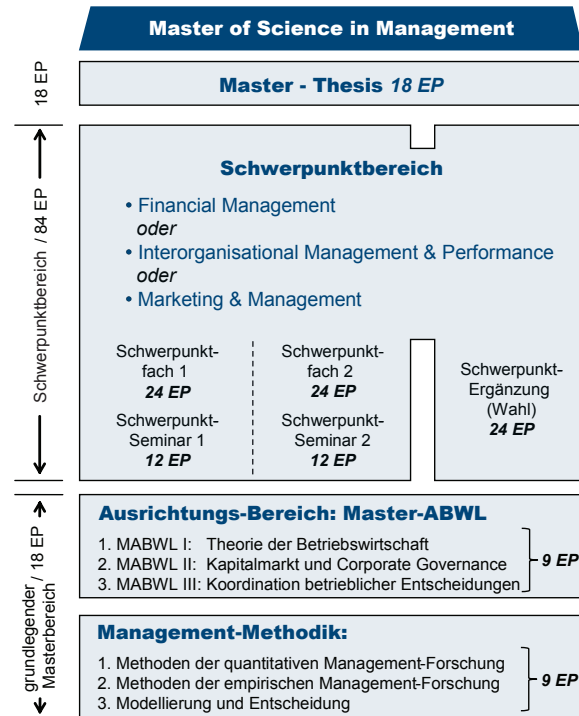 Master of Science in Management
18 EP
Master - Thesis 18 EP
Schwerpunktbereich / 84 EP
Schwerpunktbereich
• Financial Management
oder
• Interorganisational Management & Performance
oder
• Marketing & Management
Schwerpunkt-
fach 1
24 EP
Schwerpunkt-
Seminar 1
12 EP
Schwerpunkt-
fach 2
24 EP
Schwerpunkt-
Seminar 2
12 EP
Schwerpunkt-
Ergänzung
(Wahl)
24 EP
grundlegender / 18 EP
Masterbereich
Ausrichtungs-Bereich: Master-ABWL
1. MABWL I: Theorie der Betriebswirtschaft
2. MABWL II: Kapitalmarkt und Corporate Governance
3. MABWL III: Koordination betrieblicher Entscheidungen
9 EP
Management-Methodik:
1. Methoden der quantitativen Management-Forschung
2. Methoden der empirischen Management-Forschung
3. Modellierung und Entscheidung
9 EP